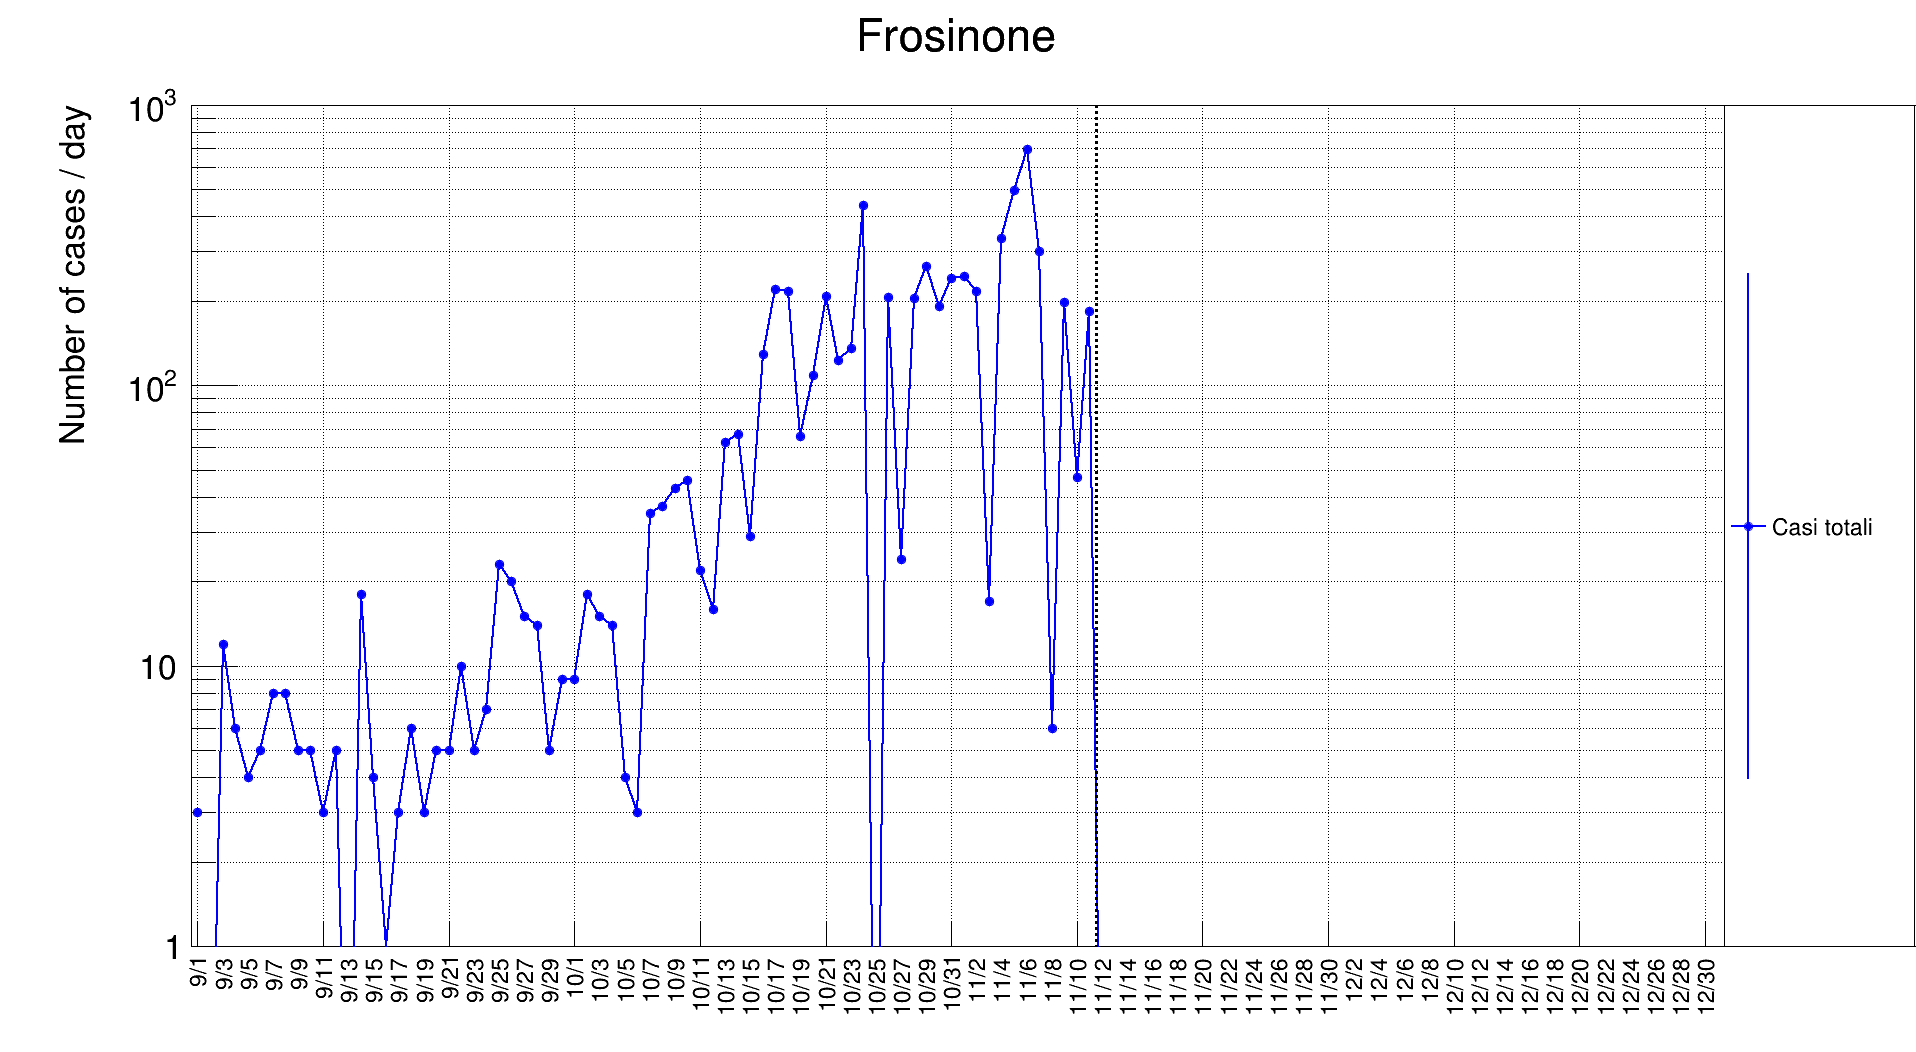 Frosinone
Number of cases / day
10³
10²
10
1
9/1 9/3 9/5 9/7 9/9 9/11 9/13 9/15 9/17 9/19 9/21 9/23 9/25 9/27 9/29 10/1 10/3 10/5 10/7 10/9 10/11 10/13 10/15 10/17 10/19 10/21 10/23 10/25 10/27 10/29 10/31 11/2 11/4 11/6 11/8 11/10 11/12 11/14 11/16 11/18 11/20 11/22 11/24 11/26 11/28 11/30 12/2 12/4 12/6 12/8 12/10 12/12 12/14 12/16 12/18 12/20 12/22 12/24 12/26 12/28 12/30
Casi totali